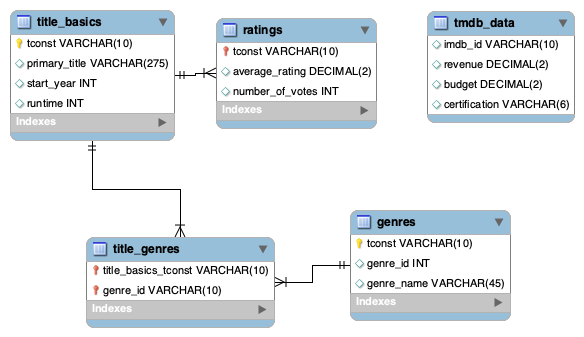 title_basics
tconst VARCHAR(10)
primary_title VARCHAR(275)
start_year INT
runtime INT
Indexes
ratings
tconst VARCHAR(10)
average_rating DECIMAL(2)
number_of_votes INT
Indexes
tmdb_data
imdb_id VARCHAR(10)
revenue DECIMAL(2)
budget DECIMAL(2)
certification VARCHAR(6)
title_genres
title_basics_tconst VARCHAR(10)
genre_id VARCHAR(10)
Indexes
genres
tconst VARCHAR(10)
genre_id INT
genre_name VARCHAR(45)
Indexes